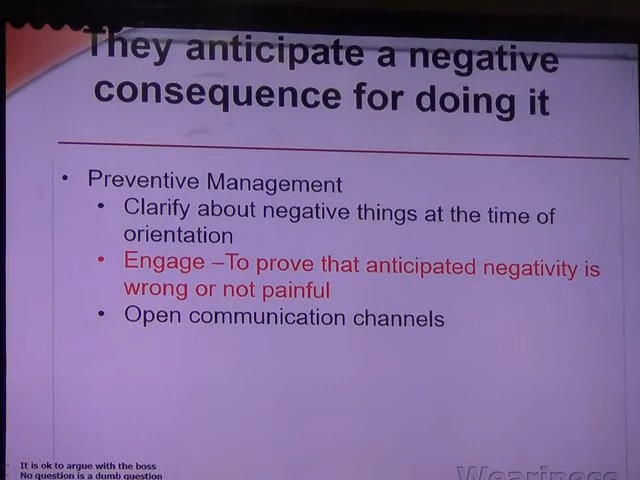 They anticipate a negative
consequence for doing it
• Preventive Management
• Clarify about negative things at the time of
orientation
• Engage –To prove that anticipated negativity is
wrong or not painful
• Open communication channels
It is ok to argue with the boss
No question is a dumb question
Weariness